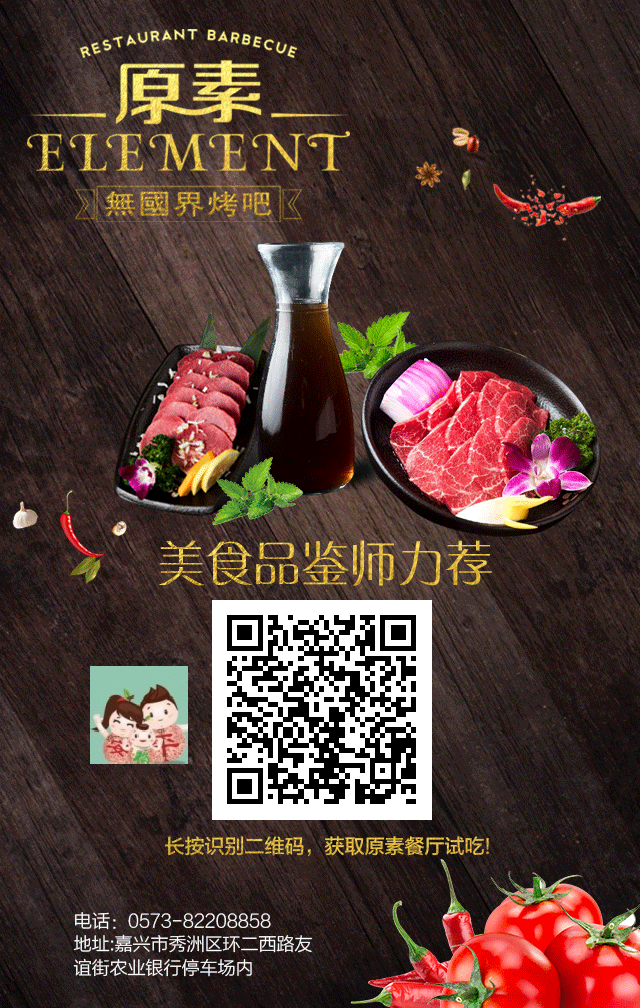 RESTAURANT BARBECUE
原素
ELEMENT
無國界烤吧
美食品鉴师力荐
长按识别二维码，获取原素餐厅试吃!
电话：0573-82208858
地址:嘉兴市秀洲区环二西路友
谊街农业银行停车场内